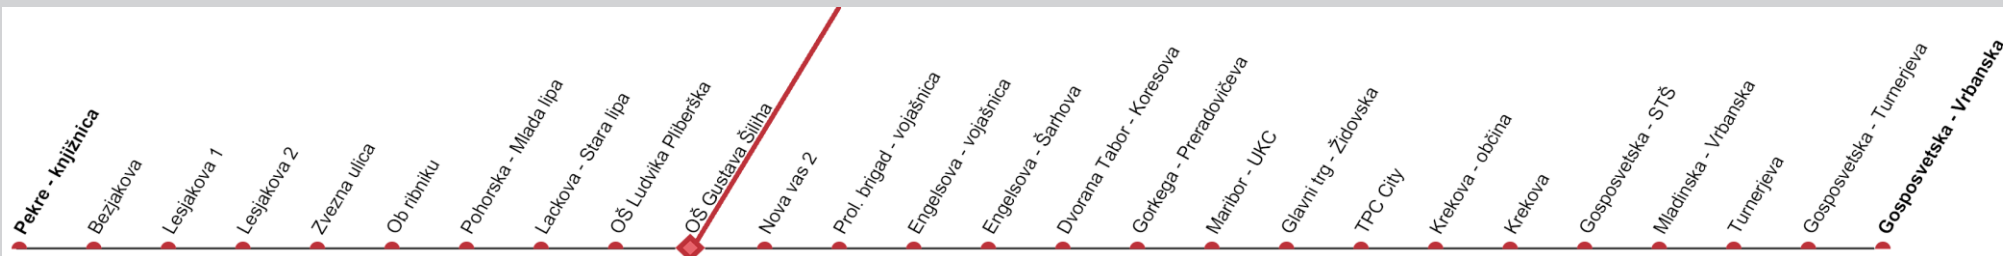 Pekre - knjižnica
Bezjakova
Lesjakova 1
Lesjakova 2
Zvezna ulica
Ob ribniku
Pohorska - Mlada lipa
Lackova - Stara lipa
OŠ Ludvika Pliberška
OŠ Gustava Šiliha
Nova vas 2
Prol. brigad - vojašnica
Engelsova - vojašnica
Engelsova - Šarhova
Dvorana Tabor - Koresova
Gorkega - Preradovičeva
Maribor - UKC
Glavni trg - Židovska
TPC City
Krekova - občina
Krekova
Gosposvetska - STŠ
Mladinska - Vrbanska
Turnerjeva
Gosposvetska - Turnerjeva
Gosposvetska - Vrbanska